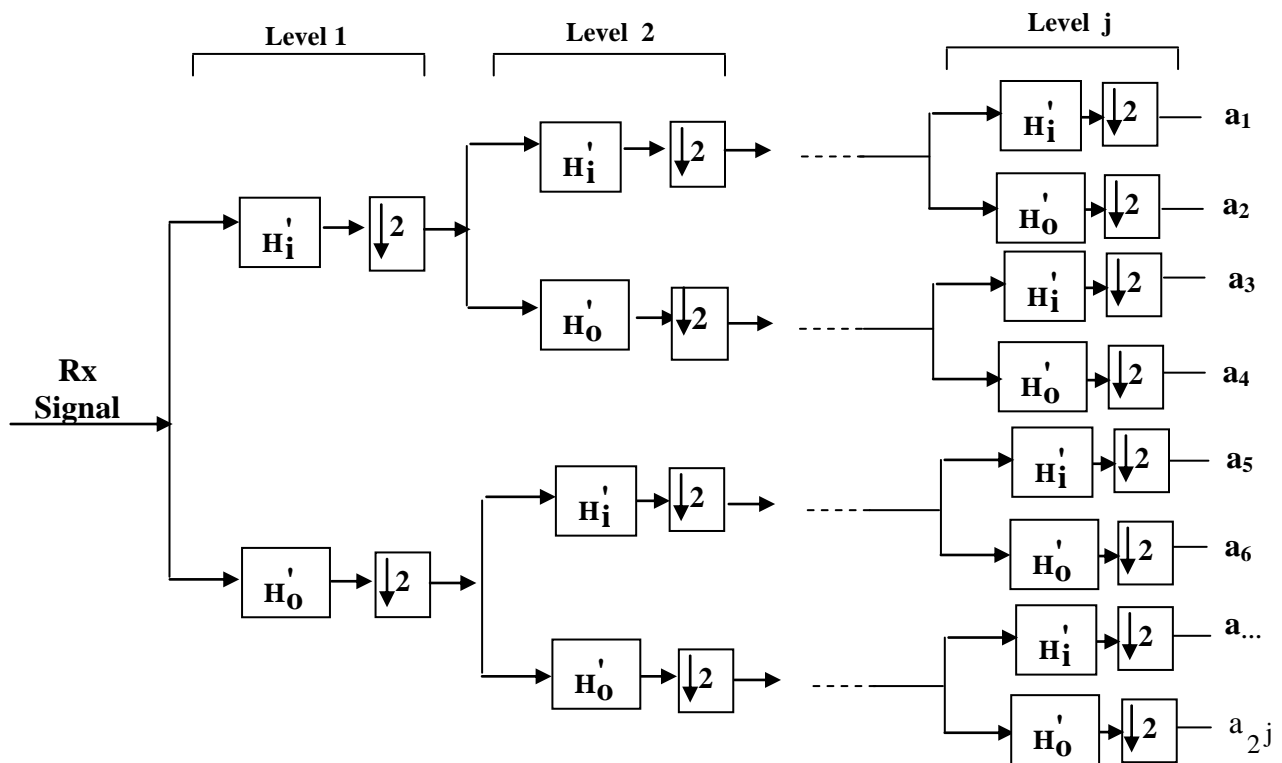 Level 1
Level 2
Level j
H'i
↓2
a1
H'i
↓2
H'i
↓2
H'o
↓2
a2
H'i
↓2
a3
H'o
↓2
Rx
Signal
H'o
↓2
a4
H'i
↓2
H'i
↓2
a5
H'o
↓2
H'o
↓2
a6
H'i
↓2
a...
H'o
↓2
H'o
↓2
a2j